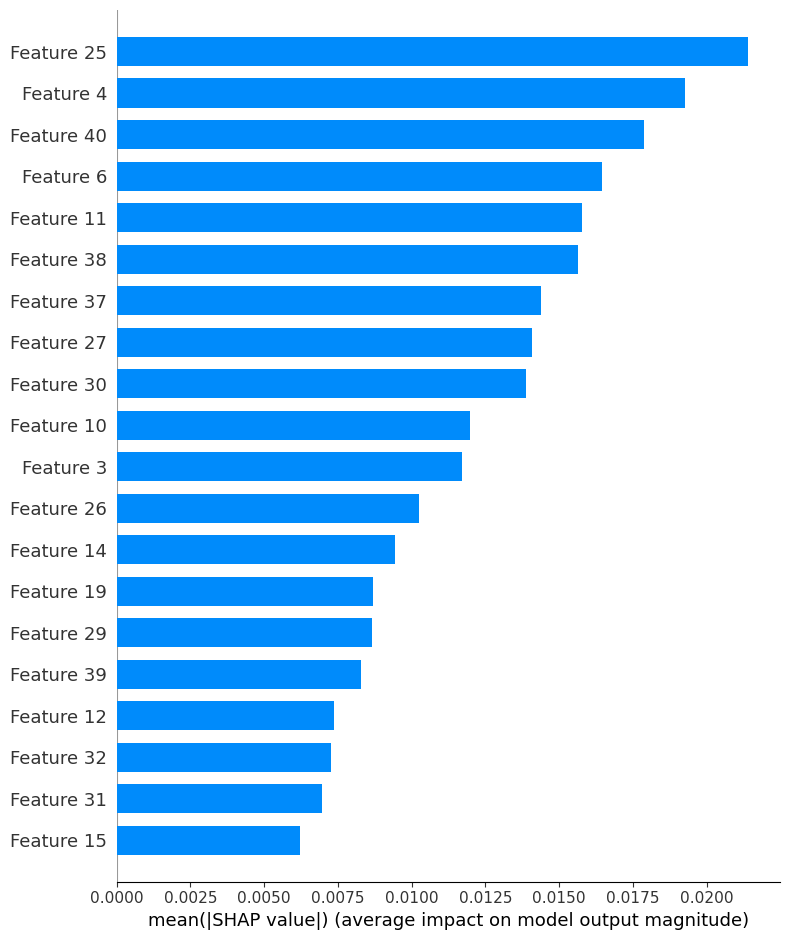 Feature 25
Feature 4
Feature 40
Feature 6
Feature 11
Feature 38
Feature 37
Feature 27
Feature 30
Feature 10
Feature 3
Feature 26
Feature 14
Feature 19
Feature 29
Feature 39
Feature 12
Feature 32
Feature 31
Feature 15
0.0000 0.0025 0.0050 0.0075 0.0100 0.0125 0.0150 0.0175 0.0200
mean(|SHAP value|) (average impact on model output magnitude)